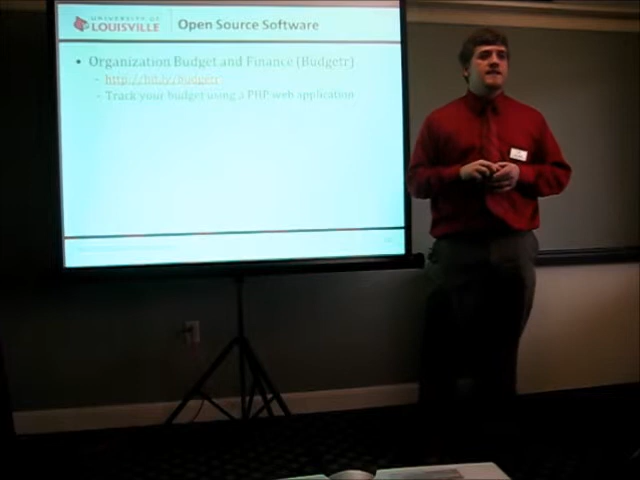 UNIVERSITY OF
LOUISVILLE
Open Source Software
• Organization Budget and Finance (Budgetr)
– http://bit.ly/budgetr
– Track your budget using a PHP web application